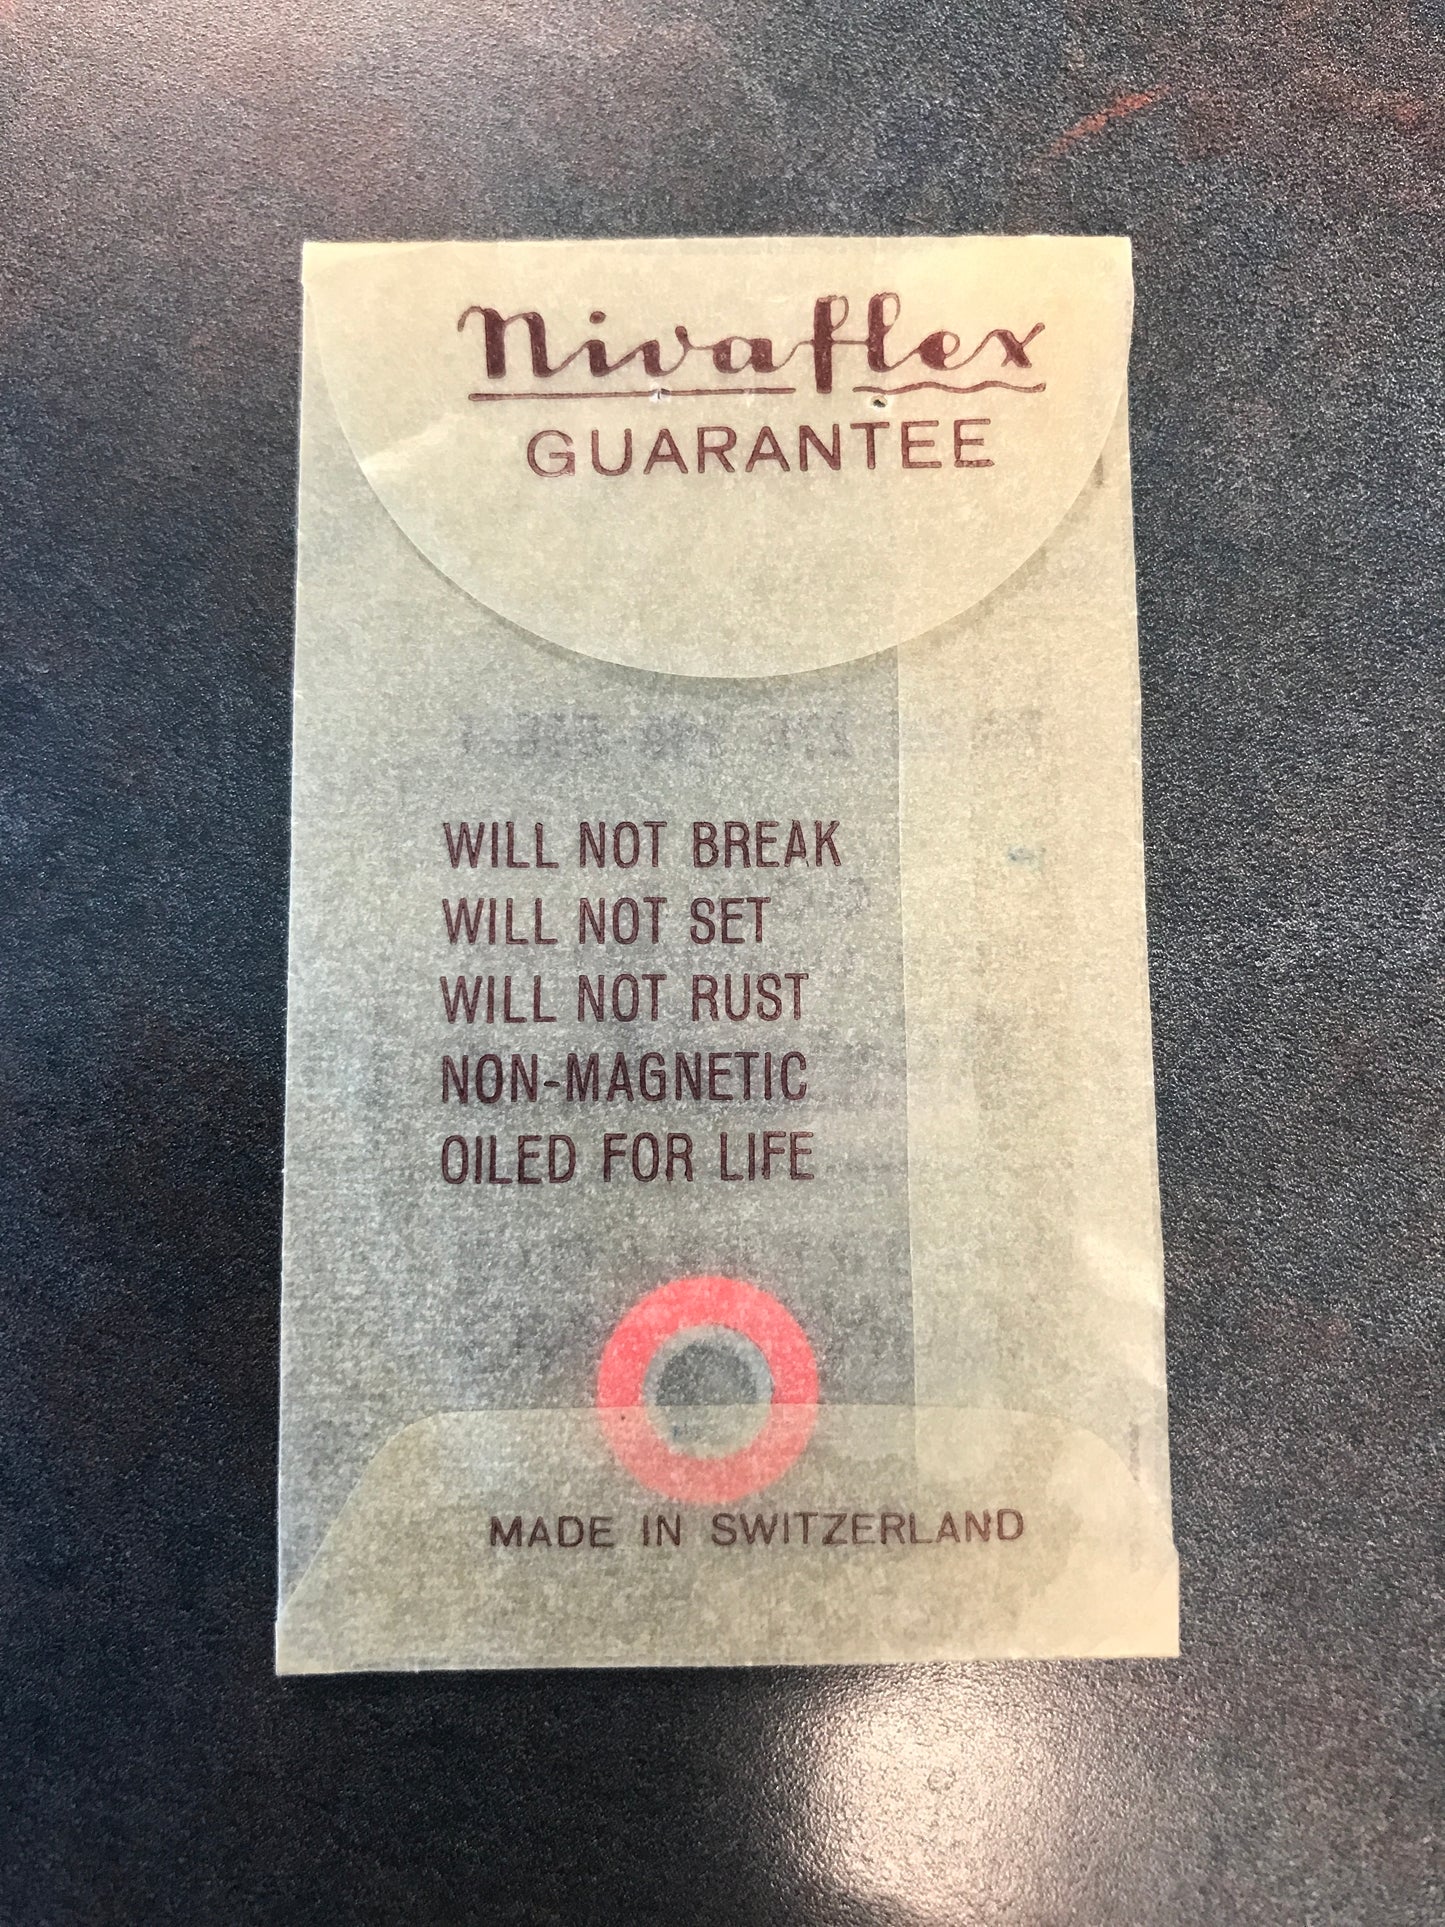 Nivaflex
GUARANTEE
WILL NOT BREAK
WILL NOT SET
WILL NOT RUST
NON-MAGNETIC
OILED FOR LIFE
MADE IN SWITZERLAND